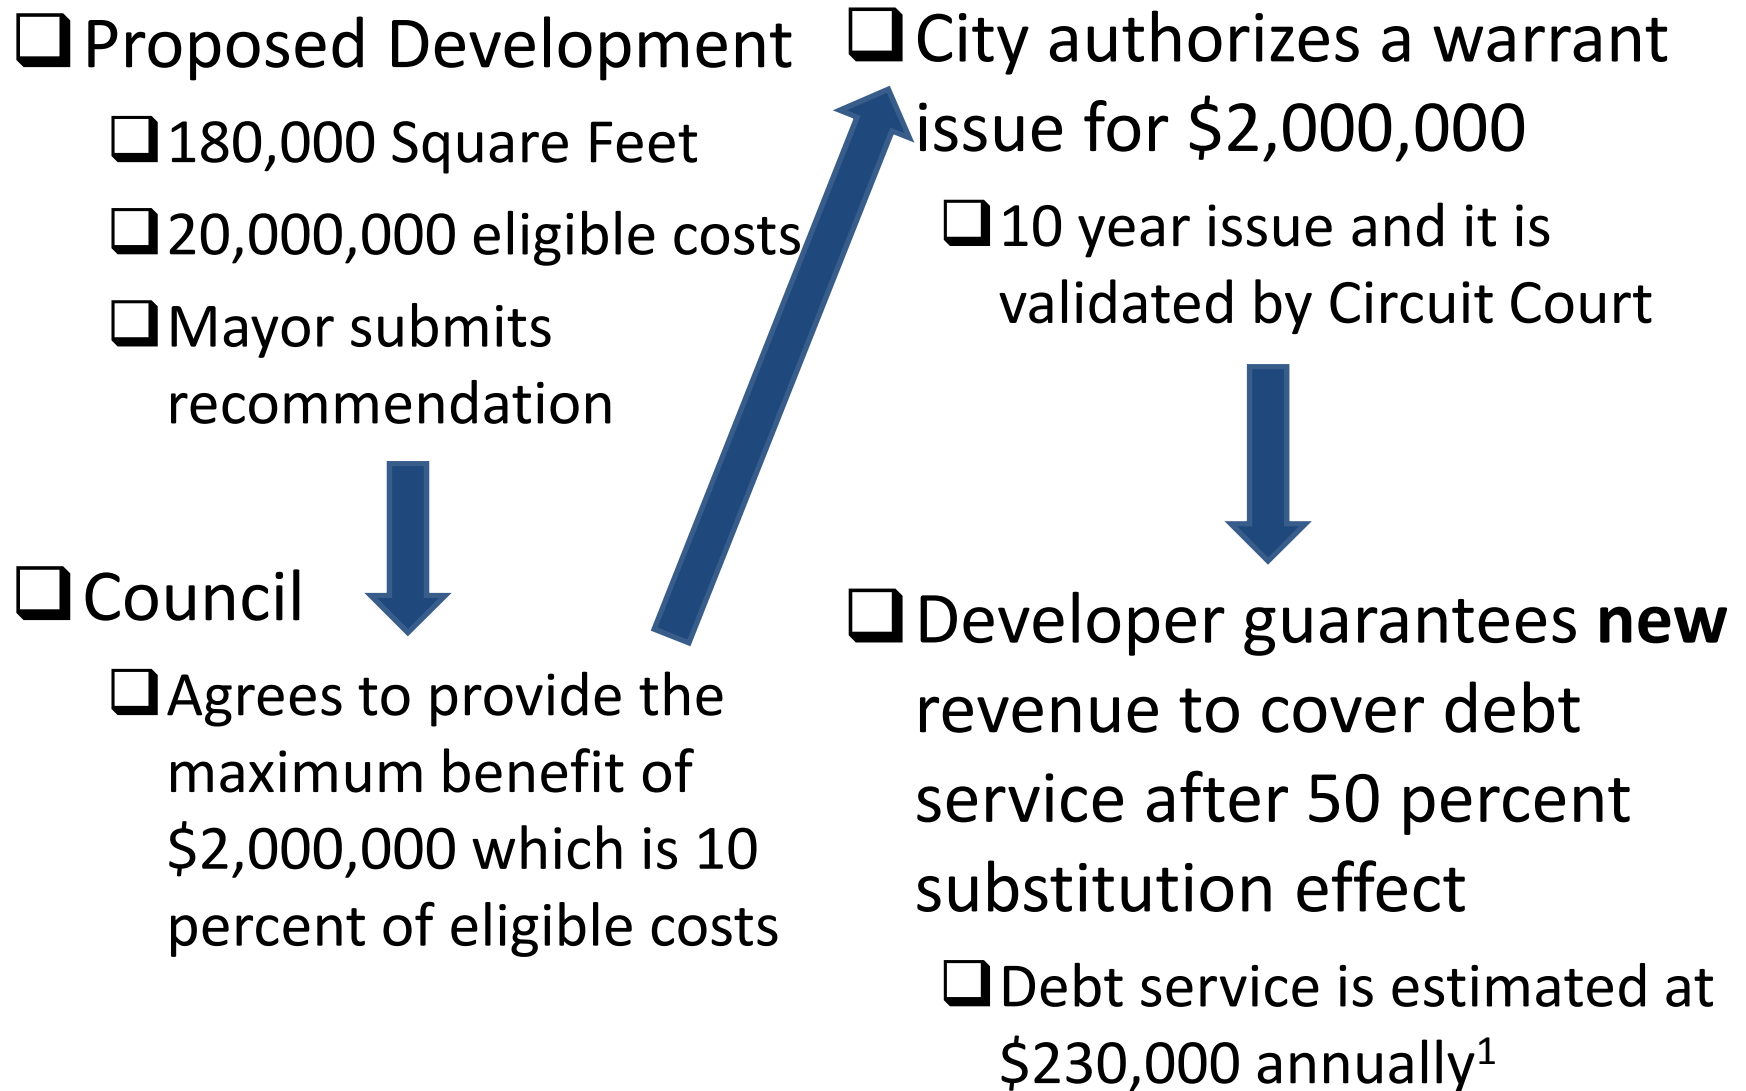 ❑Proposed Development
❑180,000 Square Feet
❑20,000,000 eligible costs
❑Mayor submits
recommendation
❑Council
❑Agrees to provide the
maximum benefit of
$2,000,000 which is 10
percent of eligible costs
❑City authorizes a warrant
issue for $2,000,000
❑10 year issue and it is
validated by Circuit Court
❑Developer guarantees new
revenue to cover debt
service after 50 percent
substitution effect
❑Debt service is estimated at
$230,000 annually¹